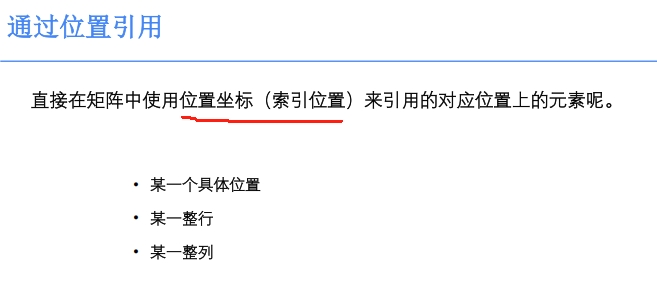 通过位置引用
直接在矩阵中使用位置坐标（索引位置）来引用的对应位置上的元素呢。
• 某一个具体位置
• 某一整行
• 某一整列